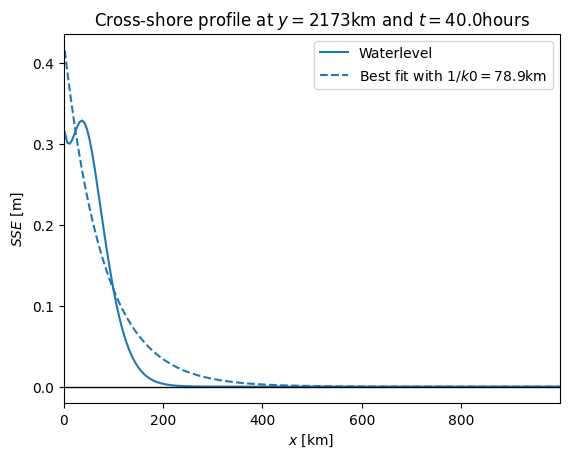 Cross-shore profile at y = 2173km and t = 40.0hours
Waterlevel
Best fit with 1/k0 = 78.9km
0.4
0.3
0.2
0.1
0.0
SSE [m]
0 200 400 600 800
x [km]